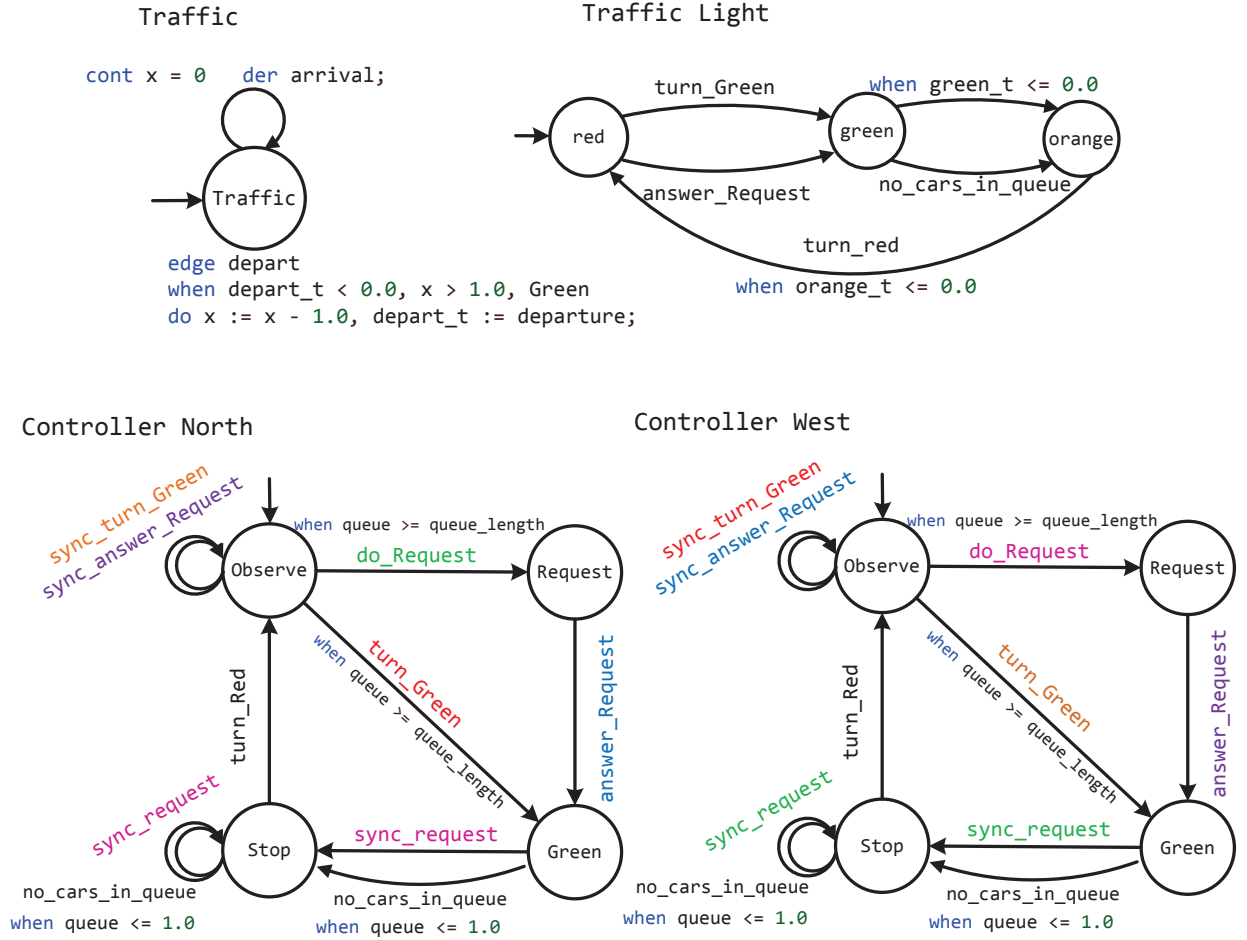 Traffic
cont x = 0   der arrival;
Traffic
edge depart
when depart_t < 0.0, x > 1.0, Green
do x := x - 1.0, depart_t := departure;
Traffic Light
turn_Green
when green_t <= 0.0
red
green
orange
answer_Request
no_cars_in_queue
turn_red
when orange_t <= 0.0
Controller North
sync_turn_Green
sync_answer_Request
when queue >= queue_length
do_Request
Observe
Request
turn_Green
when queue >= queue_length
answer_Request
turn_Red
sync_request
sync_request
Stop
Green
no_cars_in_queue
when queue <= 1.0
no_cars_in_queue
when queue <= 1.0
Controller West
sync_turn_Green
sync_answer_Request
when queue >= queue_length
do_Request
Observe
Request
turn_Green
when queue >= queue_length
answer_Request
turn_Red
sync_request
sync_request
Stop
Green
no_cars_in_queue
when queue <= 1.0
no_cars_in_queue
when queue <= 1.0